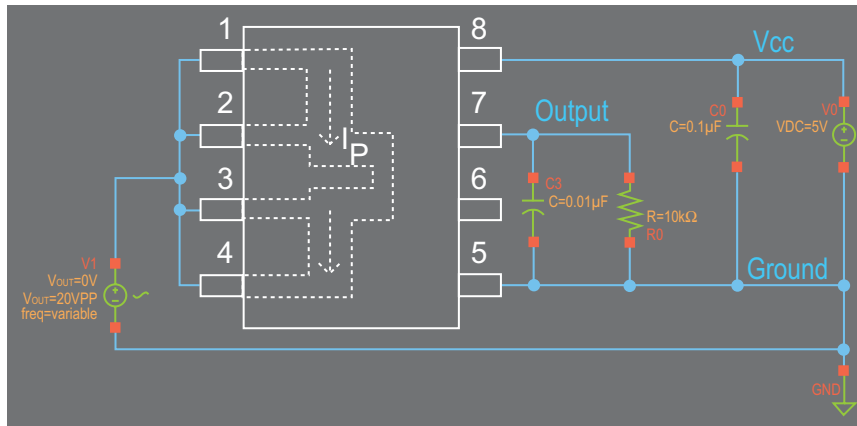 1
8
Vcc
2
7
Output
C0
C=0.1µF
V0
VDC=5V
IP
3
6
C3
C=0.01µF
R=10kΩ
R0
4
5
Ground
V1
VOUT=0V
VOUT=20VPP
freq=variable
GND